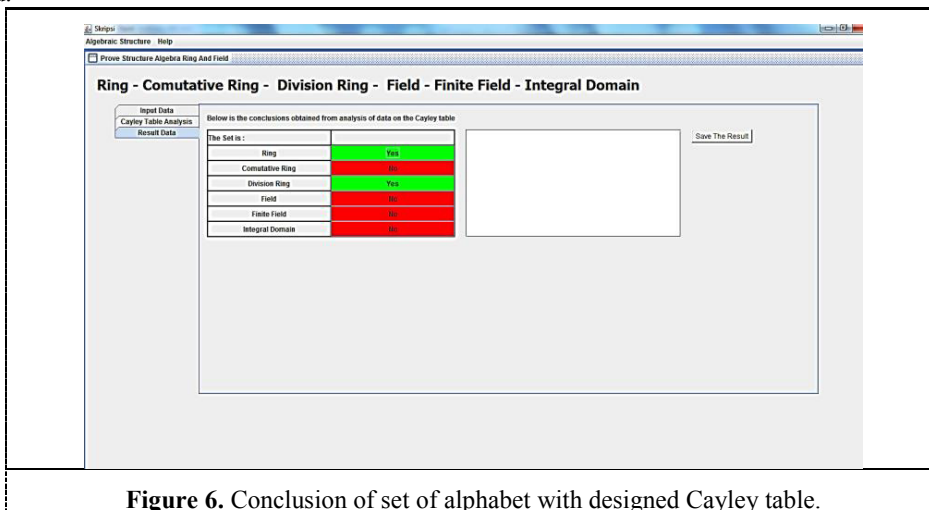 Skripsi
Algebraic Structure Help
Prove Structure Algebra Ring And Field
Ring - Comutative Ring - Division Ring - Field - Finite Field - Integral Domain
Input Data
Cayley Table Analysis
Result Data
Below is the conclusions obtained from analysis of data on the Cayley table
The Set is :
Ring Yes
Comutative Ring No
Division Ring Yes
Field No
Finite Field No
Integral Domain No
Save The Result
Figure 6. Conclusion of set of alphabet with designed Cayley table.